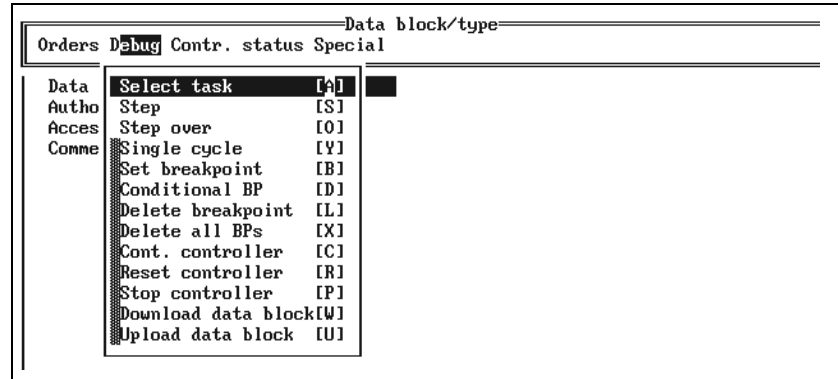 Data block/type
Orders Debug Contr. status Special
Data Select task [A]
Autho Step [S]
Acces Step over [O]
Comme Single cycle [Y]
Set breakpoint [B]
Conditional BP [D]
Delete breakpoint [L]
Delete all BPs [X]
Cont. controller [C]
Reset controller [R]
Stop controller [P]
Download data block[W]
Upload data block [U]